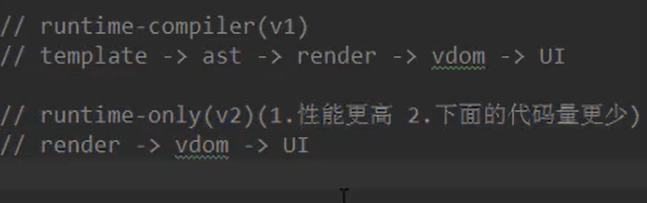 // runtime-compiler(v1)
// template -> ast -> render -> vdom -> UI
// runtime-only(v2)(1.性能更高 2.下面的代码量更少)
// render -> vdom -> UI